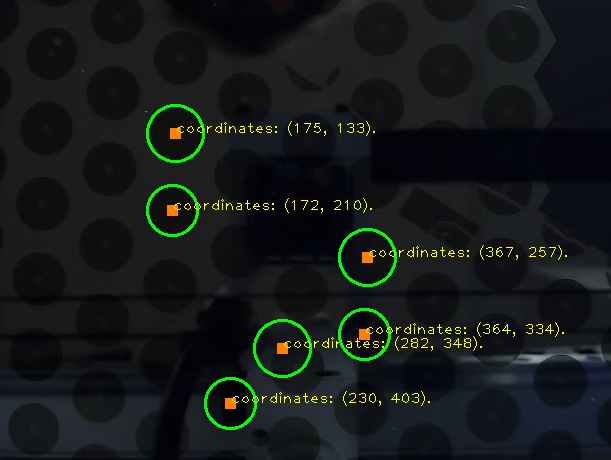 coordinates: (175, 133).
coordinates: (172, 210).
coordinates: (367, 257).
coordinates: (364, 334).
coordinates: (282, 348).
coordinates: (230, 403).